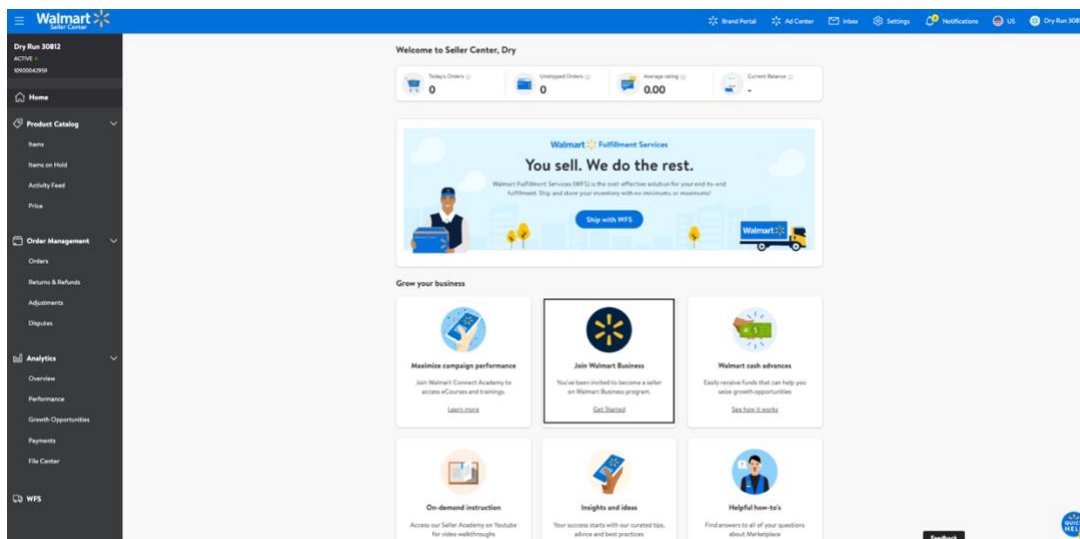 Walmart
Seller Center
Brand Portal
Ad Center
Inbox
Settings
Notifications
US
Dry Run 308
Dry Run 30812
ACTIVE
10900042959
Home
Product Catalog
Items
Items on Hold
Activity Feed
Price
Order Management
Orders
Returns & Refunds
Adjustments
Disputes
Analytics
Overview
Performance
Growth Opportunities
Payments
File Center
WFS
Welcome to Seller Center, Dry
Today's Orders
0
Unshipped Orders
0
Average rating
0.00
Current Balance
-
Walmart Fulfillment Services
You sell. We do the rest.
Walmart Fulfillment Services (WFS) is the cost-effective solution for your end-to-end
fulfillment. Ship and store your inventory with no minimums or maximums!
Ship with WFS
Walmart
Grow your business
Maximize campaign performance
Join Walmart Connect Academy to
access eCourses and trainings.
Learn more
Join Walmart Business
You've been invited to become a seller
on Walmart Business program.
Get Started
Walmart cash advances
Easily receive funds that can help you
seize growth opportunities
See how it works
On-demand instruction
Access our Seller Academy on Youtube
for video walkthroughs
Insights and ideas
Your success starts with our curated tips,
advice and best practices
Helpful how-to's
Find answers to all of your questions
about Marketplace
Feedback
QUICK
HELP